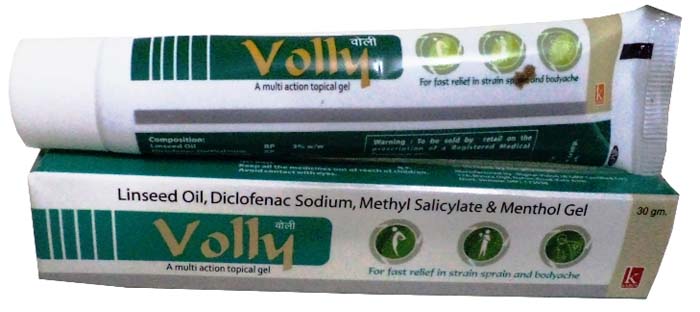 वोली
Volly
A multi action topical gel
For fast relief in strain sprain and bodyache
k
Composition:
Linseed Oil BP 3% w/w
Warning : To be sold by retail on the
prescription of a Registered Medical
Keep all the medicines out of reach of children.
Avoid contact with eyes.
Linseed Oil, Diclofenac Sodium, Methyl Salicylate & Menthol Gel
30 gm.
वोली
Volly
A multi action topical gel
For fast relief in strain sprain and bodyache
k